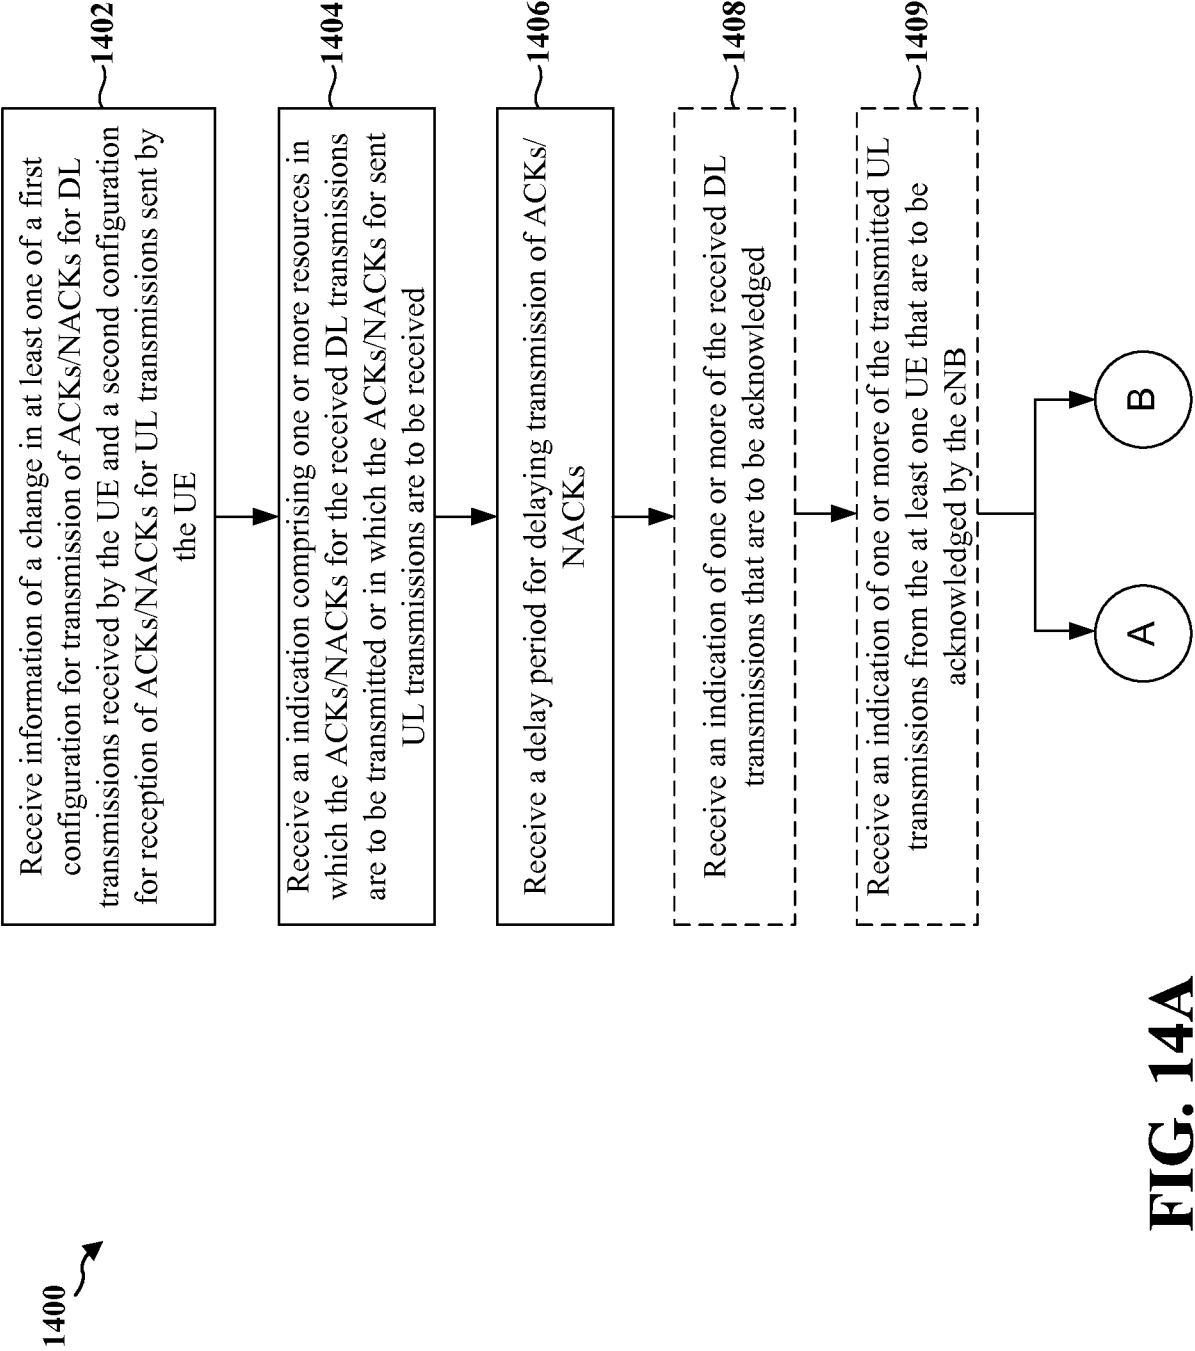 1400
Receive information of a change in at least one of a first
configuration for transmission of ACKs/NACKs for DL
transmissions received by the UE and a second configuration
for reception of ACKs/NACKs for UL transmissions sent by
the UE
1402
Receive an indication comprising one or more resources in
which the ACKs/NACKs for the received DL transmissions
are to be transmitted or in which the ACKs/NACKs for sent
UL transmissions are to be received
1404
Receive a delay period for delaying transmission of ACKs/
NACKs
1406
Receive an indication of one or more of the received DL
transmissions that are to be acknowledged
1408
Receive an indication of one or more of the transmitted UL
transmissions from the at least one UE that are to be
acknowledged by the eNB
1409
A
B
FIG. 14A